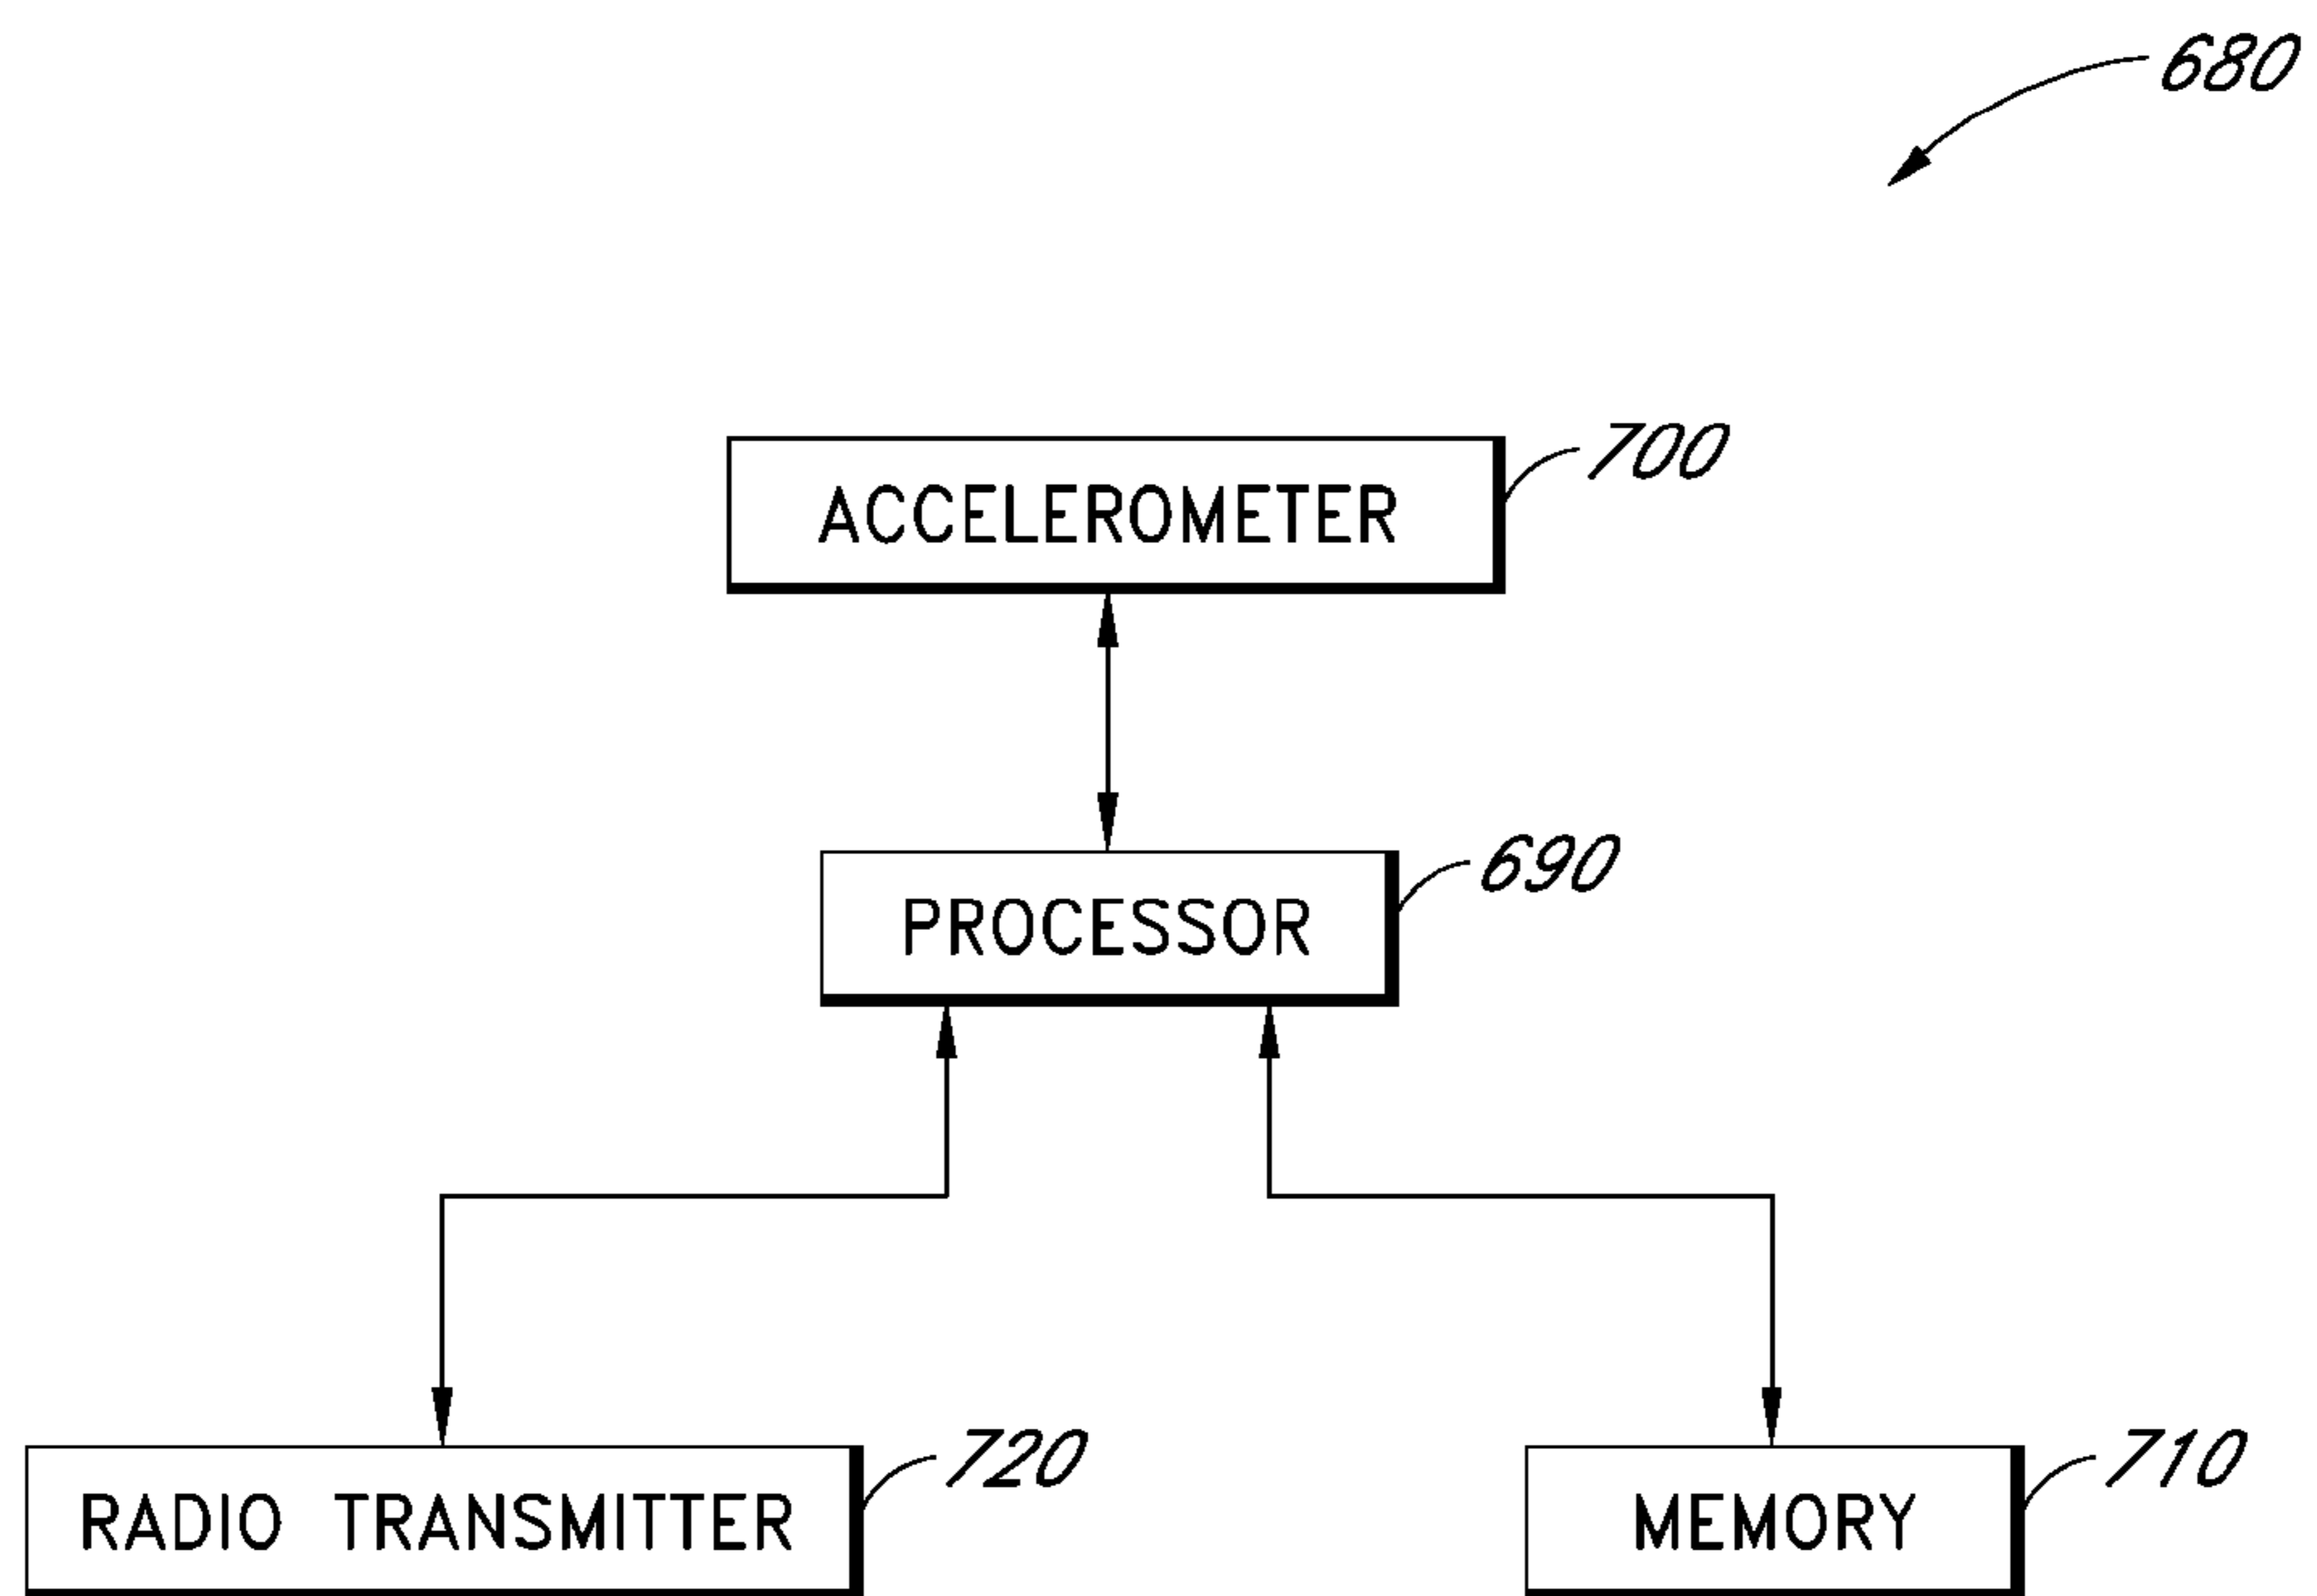 680
700
ACCELEROMETER
690
PROCESSOR
720
RADIO TRANSMITTER
710
MEMORY